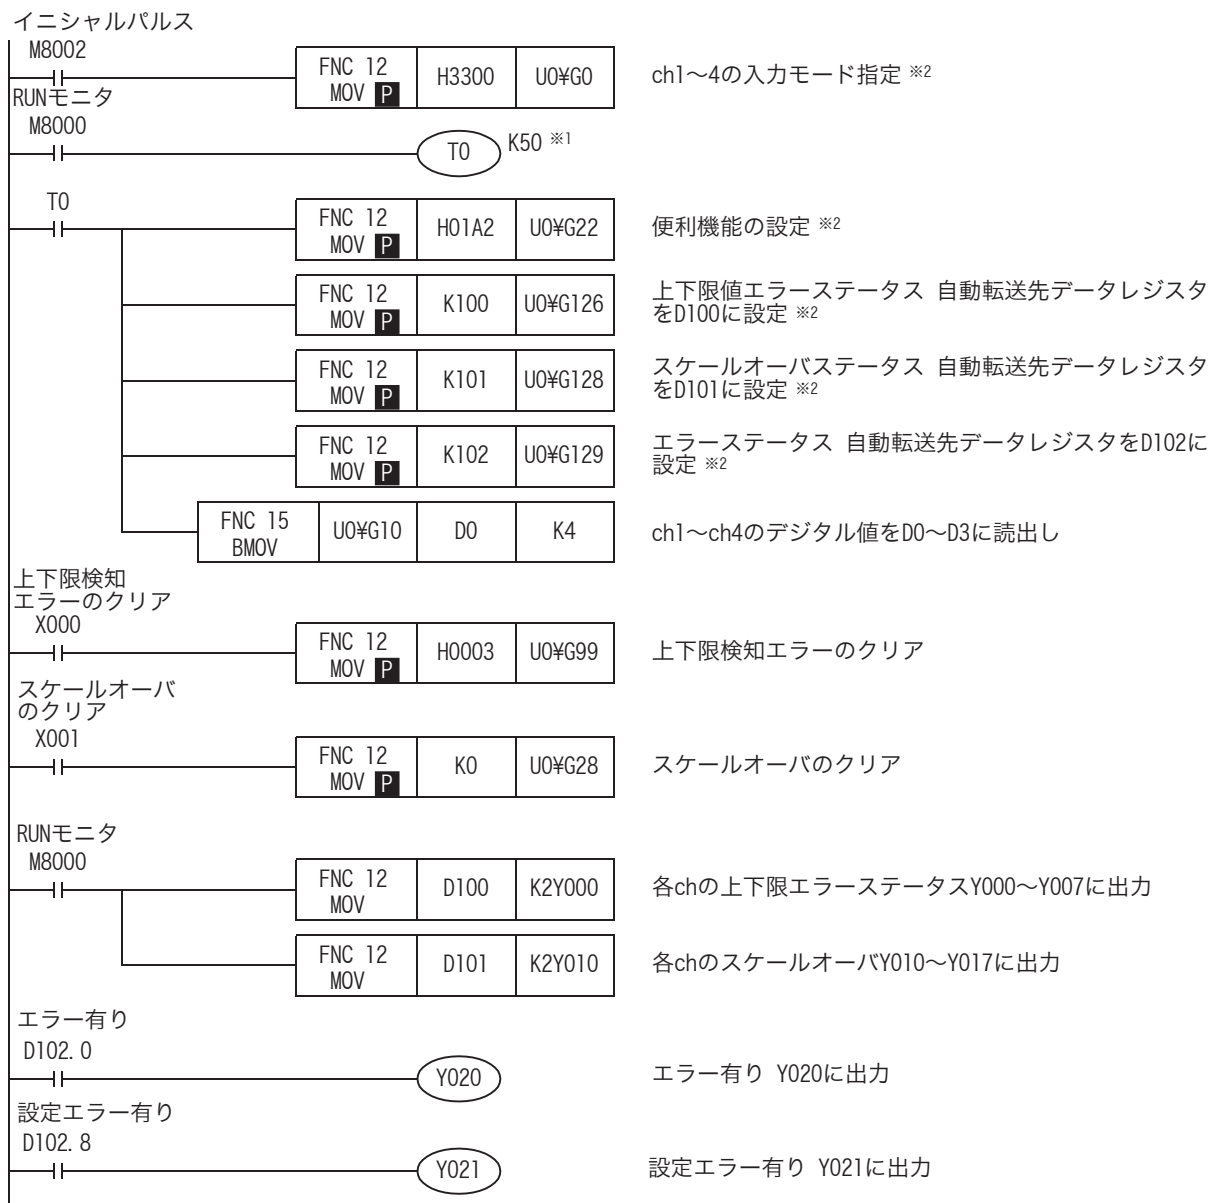 イニシャルパルス
M8002
FNC 12
MOV P
H3300
U0¥G0
ch1～4の入力モード指定 ※2
RUNモニタ
M8000
T0
K50 ※1
T0
FNC 12
MOV P
H01A2
U0¥G22
便利機能の設定 ※2
FNC 12
MOV P
K100
U0¥G126
上下限値エラーステータス 自動転送先データレジスタ
をD100に設定 ※2
FNC 12
MOV P
K101
U0¥G128
スケールオーバステータス 自動転送先データレジスタ
をD101に設定 ※2
FNC 12
MOV P
K102
U0¥G129
エラーステータス 自動転送先データレジスタをD102に
設定 ※2
FNC 15
BMOV
U0¥G10
D0
K4
ch1～ch4のデジタル値をD0～D3に読出し
上下限検知
エラーのクリア
X000
FNC 12
MOV P
H0003
U0¥G99
上下限検知エラーのクリア
スケールオーバ
のクリア
X001
FNC 12
MOV P
K0
U0¥G28
スケールオーバのクリア
RUNモニタ
M8000
FNC 12
MOV
D100
K2Y000
各chの上下限エラーステータスY000～Y007に出力
FNC 12
MOV
D101
K2Y010
各chのスケールオーバY010～Y017に出力
エラー有り
D102.0
Y020
エラー有り Y020に出力
設定エラー有り
D102.8
Y021
設定エラー有り Y021に出力